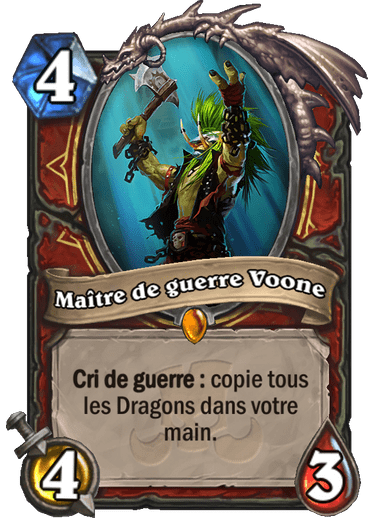 4
Maître de guerre Voone
Cri de guerre : copie tous
les Dragons dans votre
main.
4
3